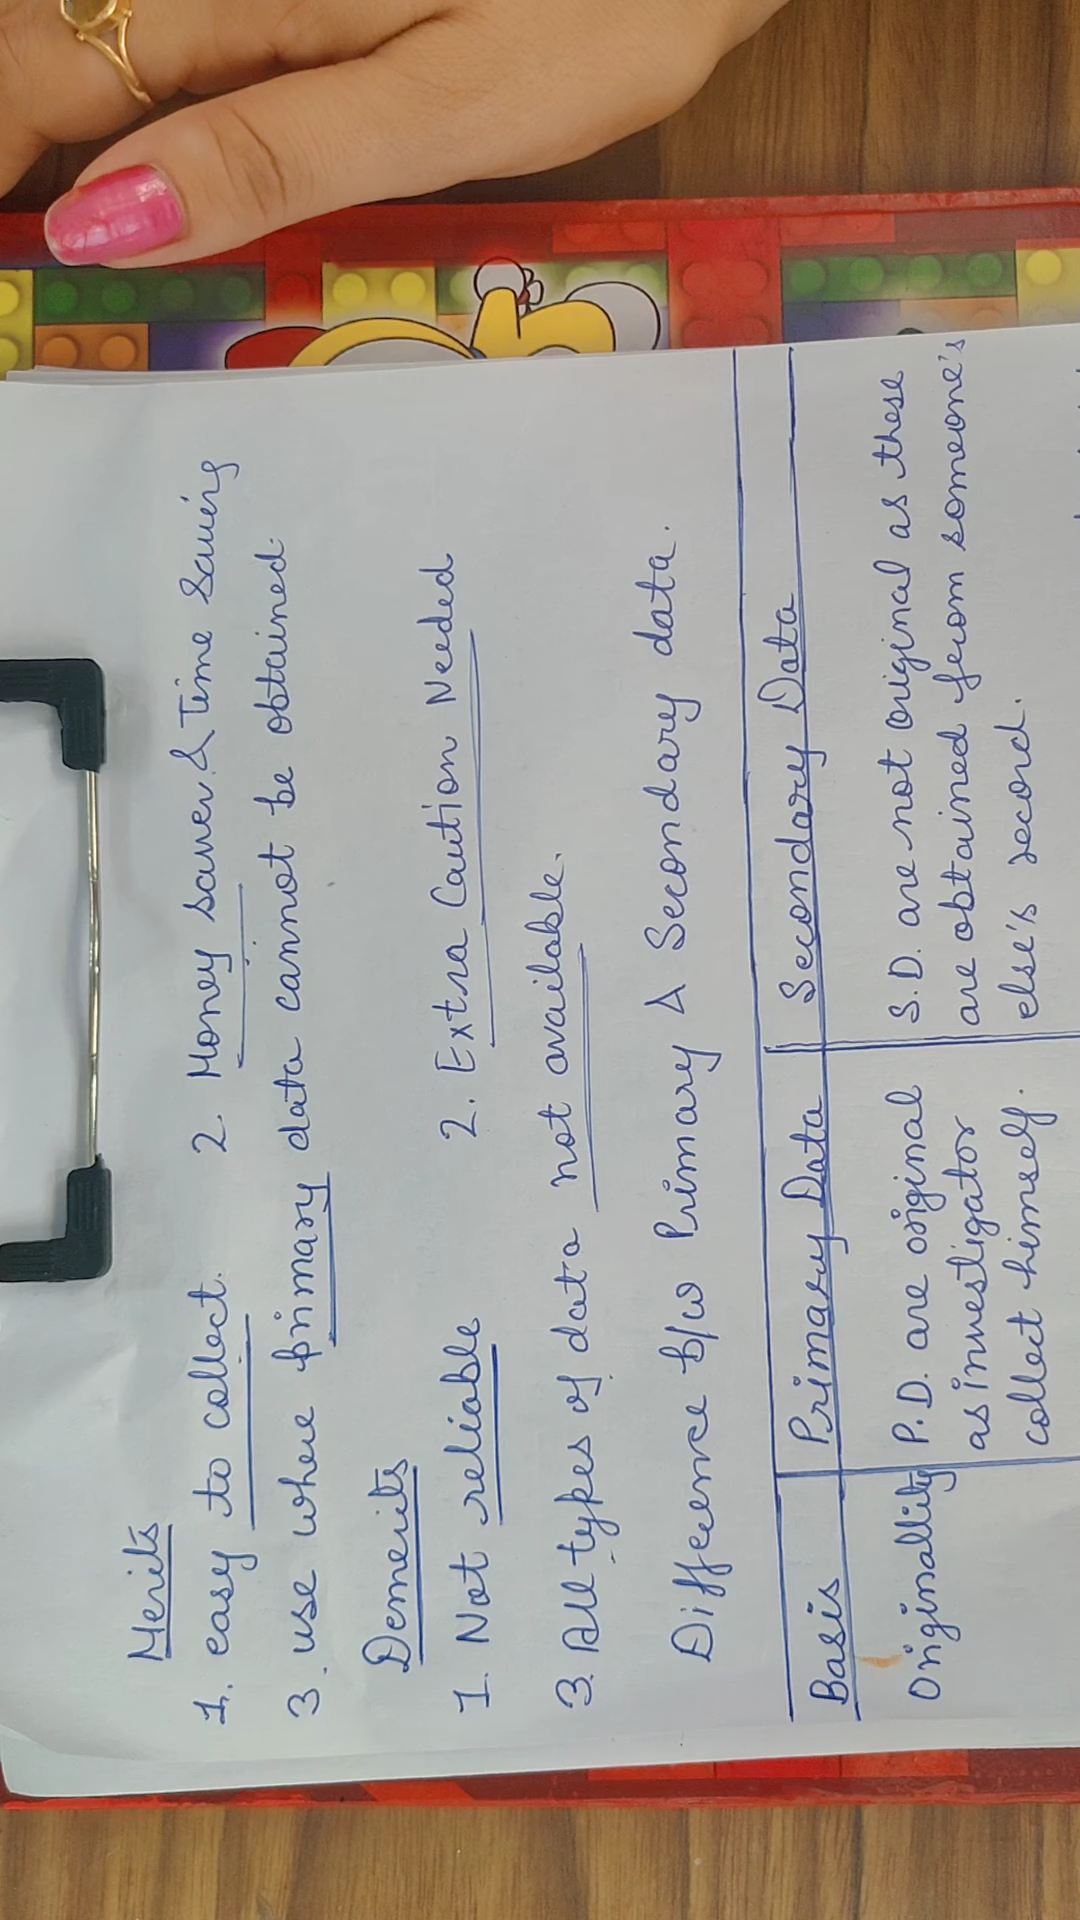 Merits
1. easy to collect. 2. Money saver & Time Saving
3. use where primary data cannot be obtained.
Demerits
1. Not reliable 2. Extra Caution Needed
3. All types of data not available.
Difference b/w Primary & Secondary data.
Basis Primary Data Secondary Data
Originallity P.D. are original S.D. are not original as these
as investigator are obtained from someone's
collect himself. else's record.